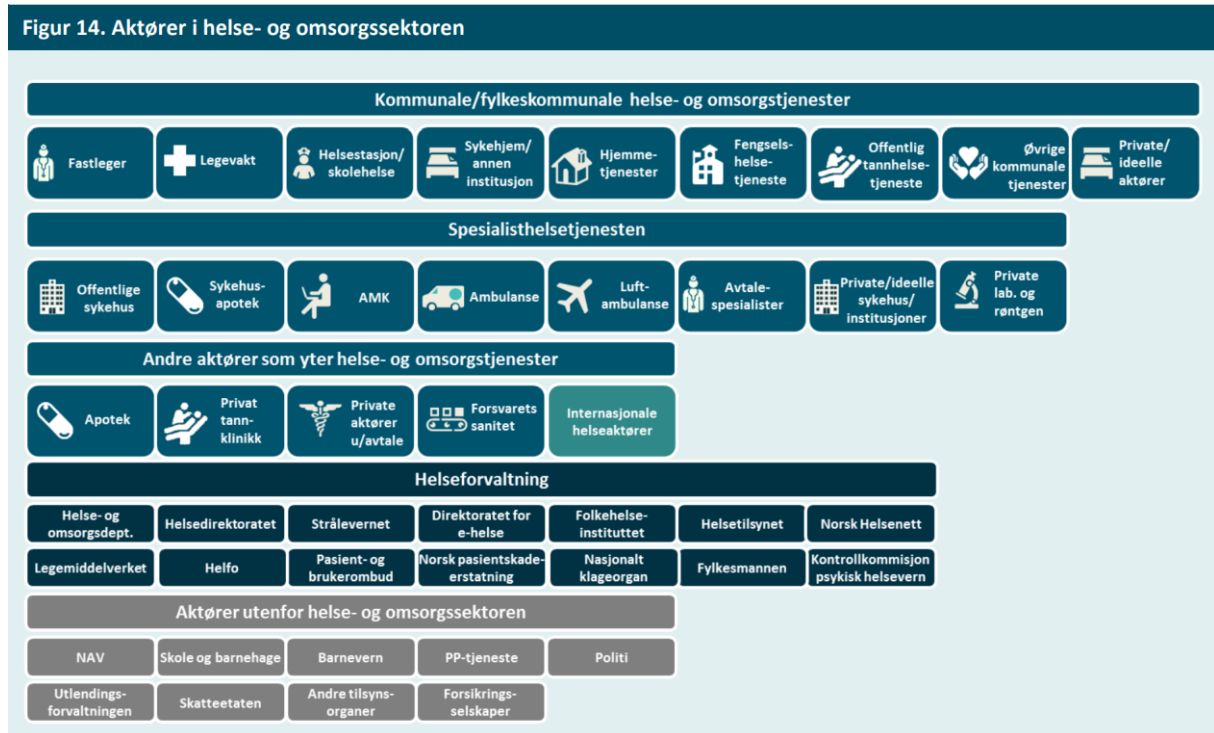 Figur 14. Aktører i helse- og omsorgssektoren
Kommunale/fylkeskommunale helse- og omsorgstjenester
Fastleger
Legevakt
Helsestasjon/
skolehelse
Sykehjem/
annen
institusjon
Hjemme-
tjenester
Fengsels-
helse-
tjeneste
Offentlig
tannhelse-
tjeneste
Øvrige
kommunale
tjenester
Private/
ideelle
aktører
Spesialisthelsetjenesten
Offentlige
sykehus
Sykehus-
apotek
AMK
Ambulanse
Luft-
ambulanse
Avtale-
spesialister
Private/ideelle
sykehus/
institusjoner
Private
lab. og
røntgen
Andre aktører som yter helse- og omsorgstjenester
Apotek
Privat
tann-
klinikk
Private
aktører
u/avtale
Forsvarets
sanitet
Internasjonale
helseaktører
Helseforvaltning
Helse- og
omsorgsdept.
Helsedirektoratet
Strålevernet
Direktoratet for
e-helse
Folkehelse-
instituttet
Helsetilsynet
Norsk Helsenett
Legemiddelverket
Helfo
Pasient- og
brukerombud
Norsk pasientskade-
erstatning
Nasjonalt
klageorgan
Fylkesmannen
Kontrollkommisjon
psykisk helsevern
Aktører utenfor helse- og omsorgssektoren
NAV
Skole og barnehage
Barnevern
PP-tjeneste
Politi
Utlendings-
forvaltningen
Skatteetaten
Andre tilsyns-
organer
Forsikrings-
selskaper